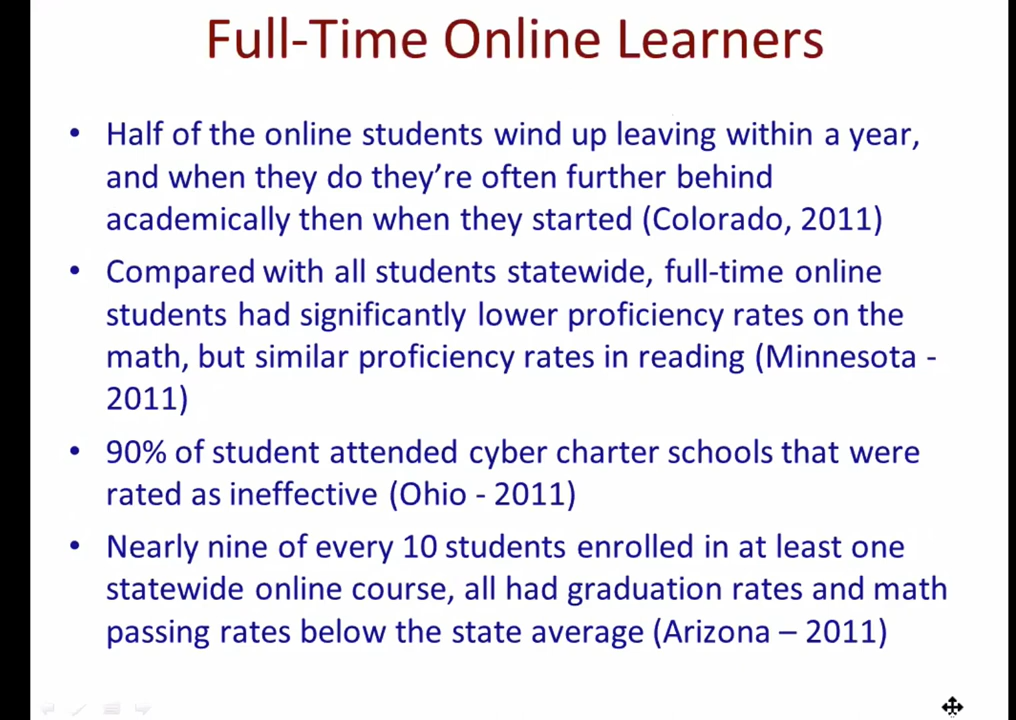 Full-Time Online Learners
• Half of the online students wind up leaving within a year,
and when they do they’re often further behind
academically then when they started (Colorado, 2011)
• Compared with all students statewide, full-time online
students had significantly lower proficiency rates on the
math, but similar proficiency rates in reading (Minnesota -
2011)
• 90% of student attended cyber charter schools that were
rated as ineffective (Ohio - 2011)
• Nearly nine of every 10 students enrolled in at least one
statewide online course, all had graduation rates and math
passing rates below the state average (Arizona – 2011)